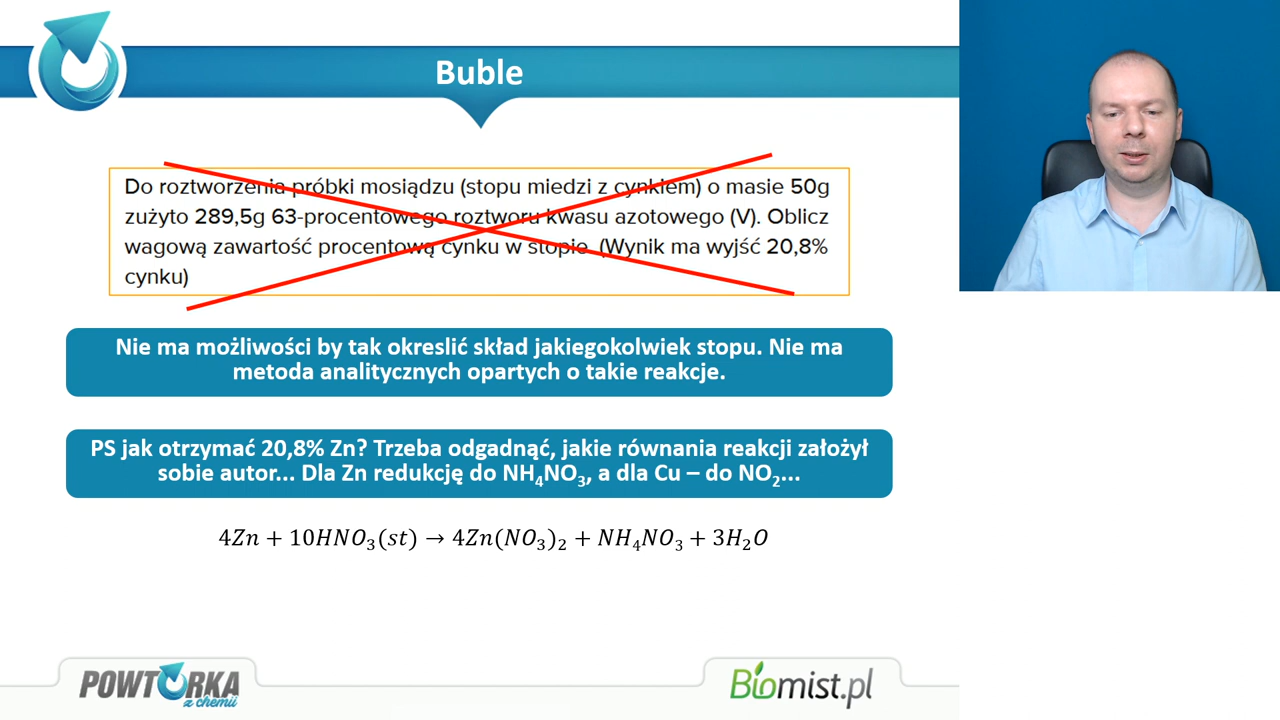 Buble
Do roztworzenia próbki mosiądzu (stopu miedzi z cynkiem) o masie 50g
zużyto 289,5g 63-procentowego roztworu kwasu azotowego (V). Oblicz
wagową zawartość procentową cynku w stopie. (Wynik ma wyjść 20,8%
cynku)
Nie ma możliwości by tak okreslić skład jakiegokolwiek stopu. Nie ma
metoda analitycznych opartych o takie reakcje.
PS jak otrzymać 20,8% Zn? Trzeba odgadnąć, jakie równania reakcji założył
sobie autor... Dla Zn redukcję do NH₄NO₃, a dla Cu – do NO₂...
4Zn + 10HNO₃(st) → 4Zn(NO₃)₂ + NH₄NO₃ + 3H₂O
POWTÓRKA
z chemii
Biomist.pl